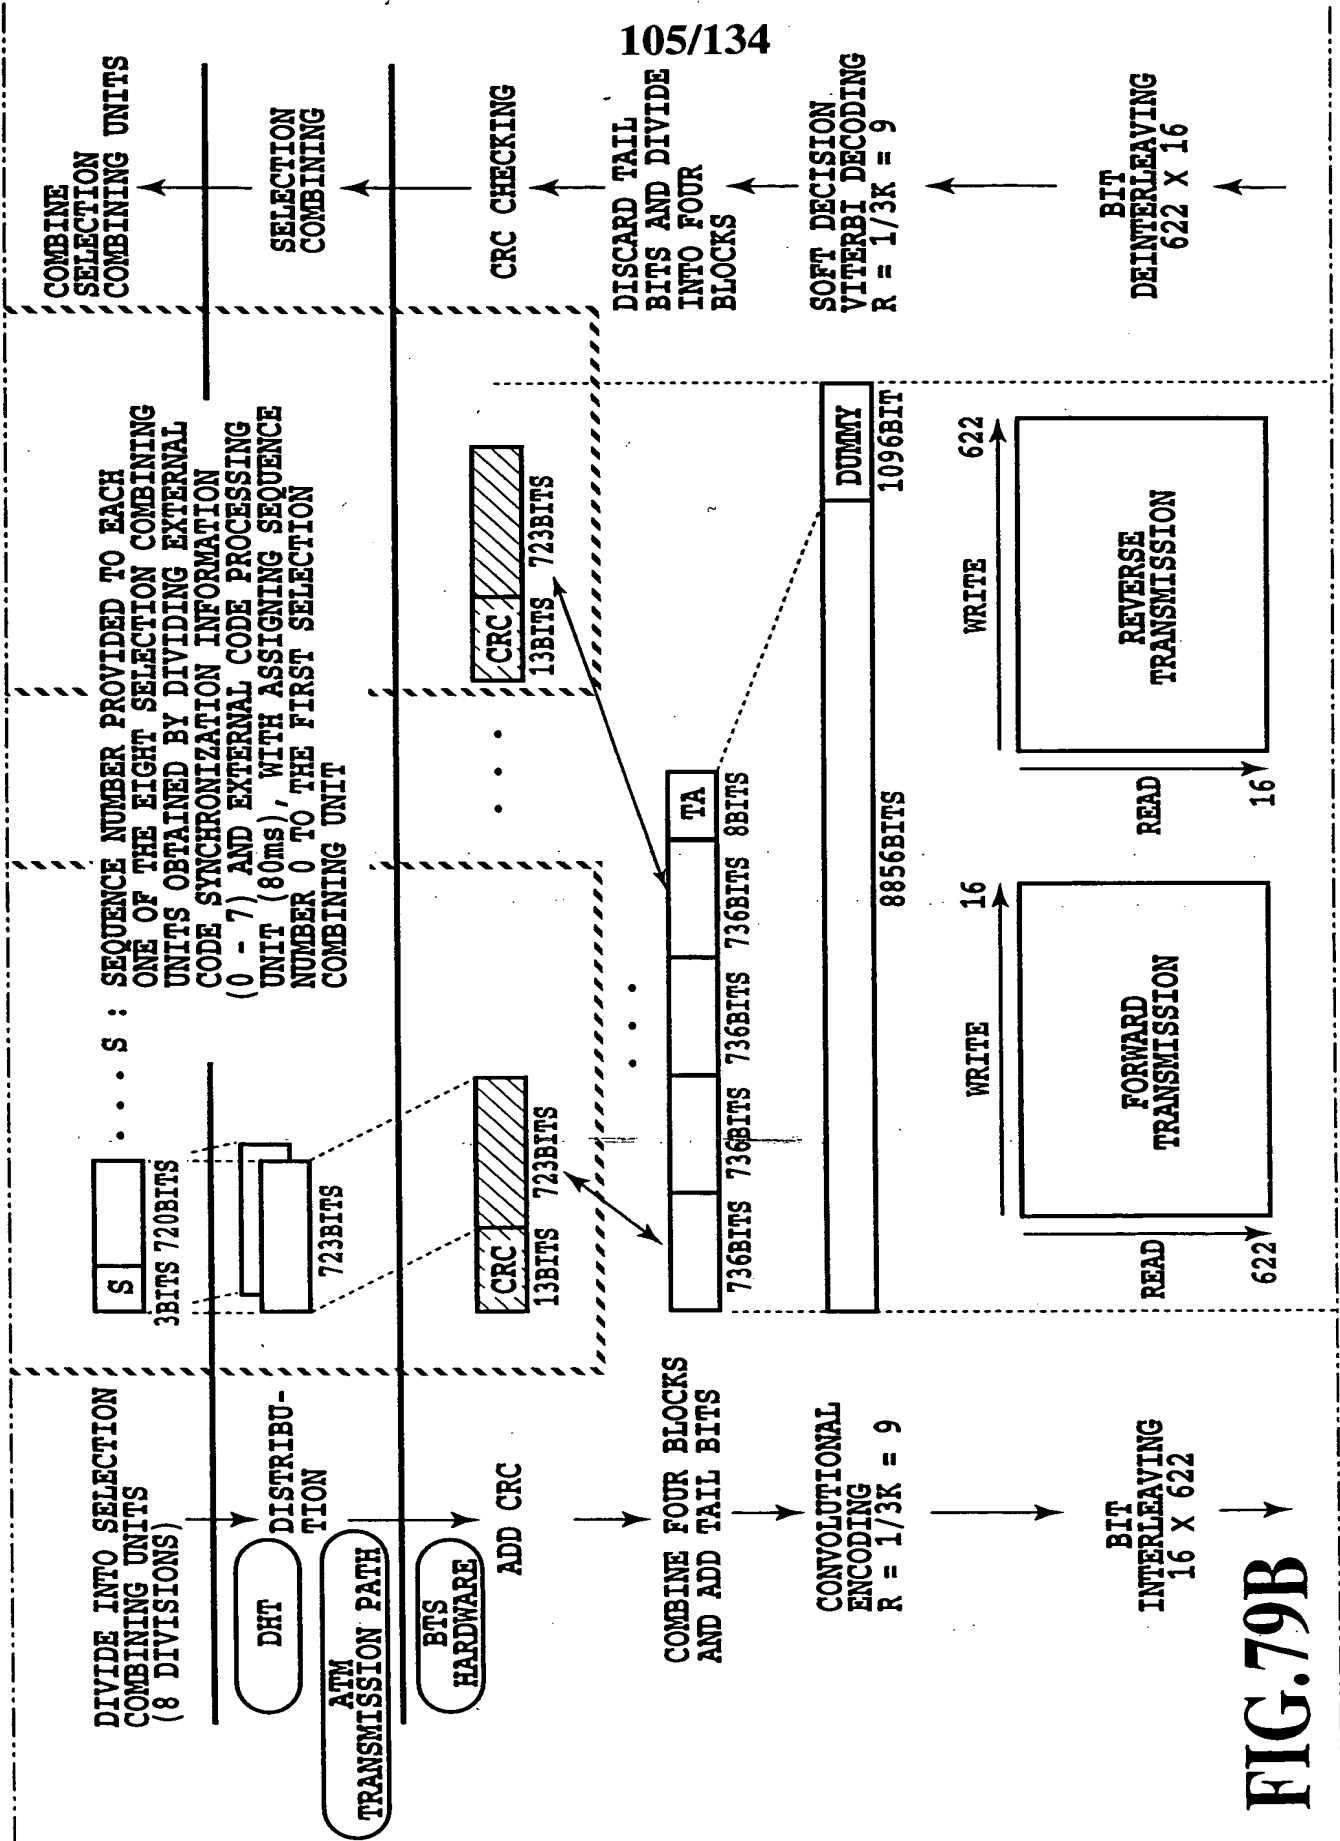 105/134
DIVIDE INTO SELECTION
COMBINING UNITS
(8 DIVISIONS)
DHT
DISTRIBU-
TION
ATM
TRANSMISSION PATH
BTS
HARDWARE
ADD CRC
COMBINE FOUR BLOCKS
AND ADD TAIL BITS
CONVOLUTIONAL
ENCODING
R = 1/3K = 9
BIT
INTERLEAVING
16 X 622
S
3BITS 720BITS
• • • S : SEQUENCE NUMBER PROVIDED TO EACH
ONE OF THE EIGHT SELECTION COMBINING
UNITS OBTAINED BY DIVIDING EXTERNAL
CODE SYNCHRONIZATION INFORMATION
(0 - 7) AND EXTERNAL CODE PROCESSING
UNIT (80ms), WITH ASSIGNING SEQUENCE
NUMBER 0 TO THE FIRST SELECTION
COMBINING UNIT
723BITS
CRC
13BITS 723BITS
• • •
CRC
13BITS 723BITS
• • •
TA
736BITS 736BITS 736BITS 736BITS 8BITS
DUMMY
8856BITS
1096BIT
WRITE
16
READ
622
FORWARD
TRANSMISSION
WRITE
622
READ
16
REVERSE
TRANSMISSION
COMBINE
SELECTION
COMBINING UNITS
SELECTION
COMBINING
CRC CHECKING
DISCARD TAIL
BITS AND DIVIDE
INTO FOUR
BLOCKS
SOFT DECISION
VITERBI DECODING
R = 1/3K = 9
BIT
DEINTERLEAVING
622 X 16
FIG.79B